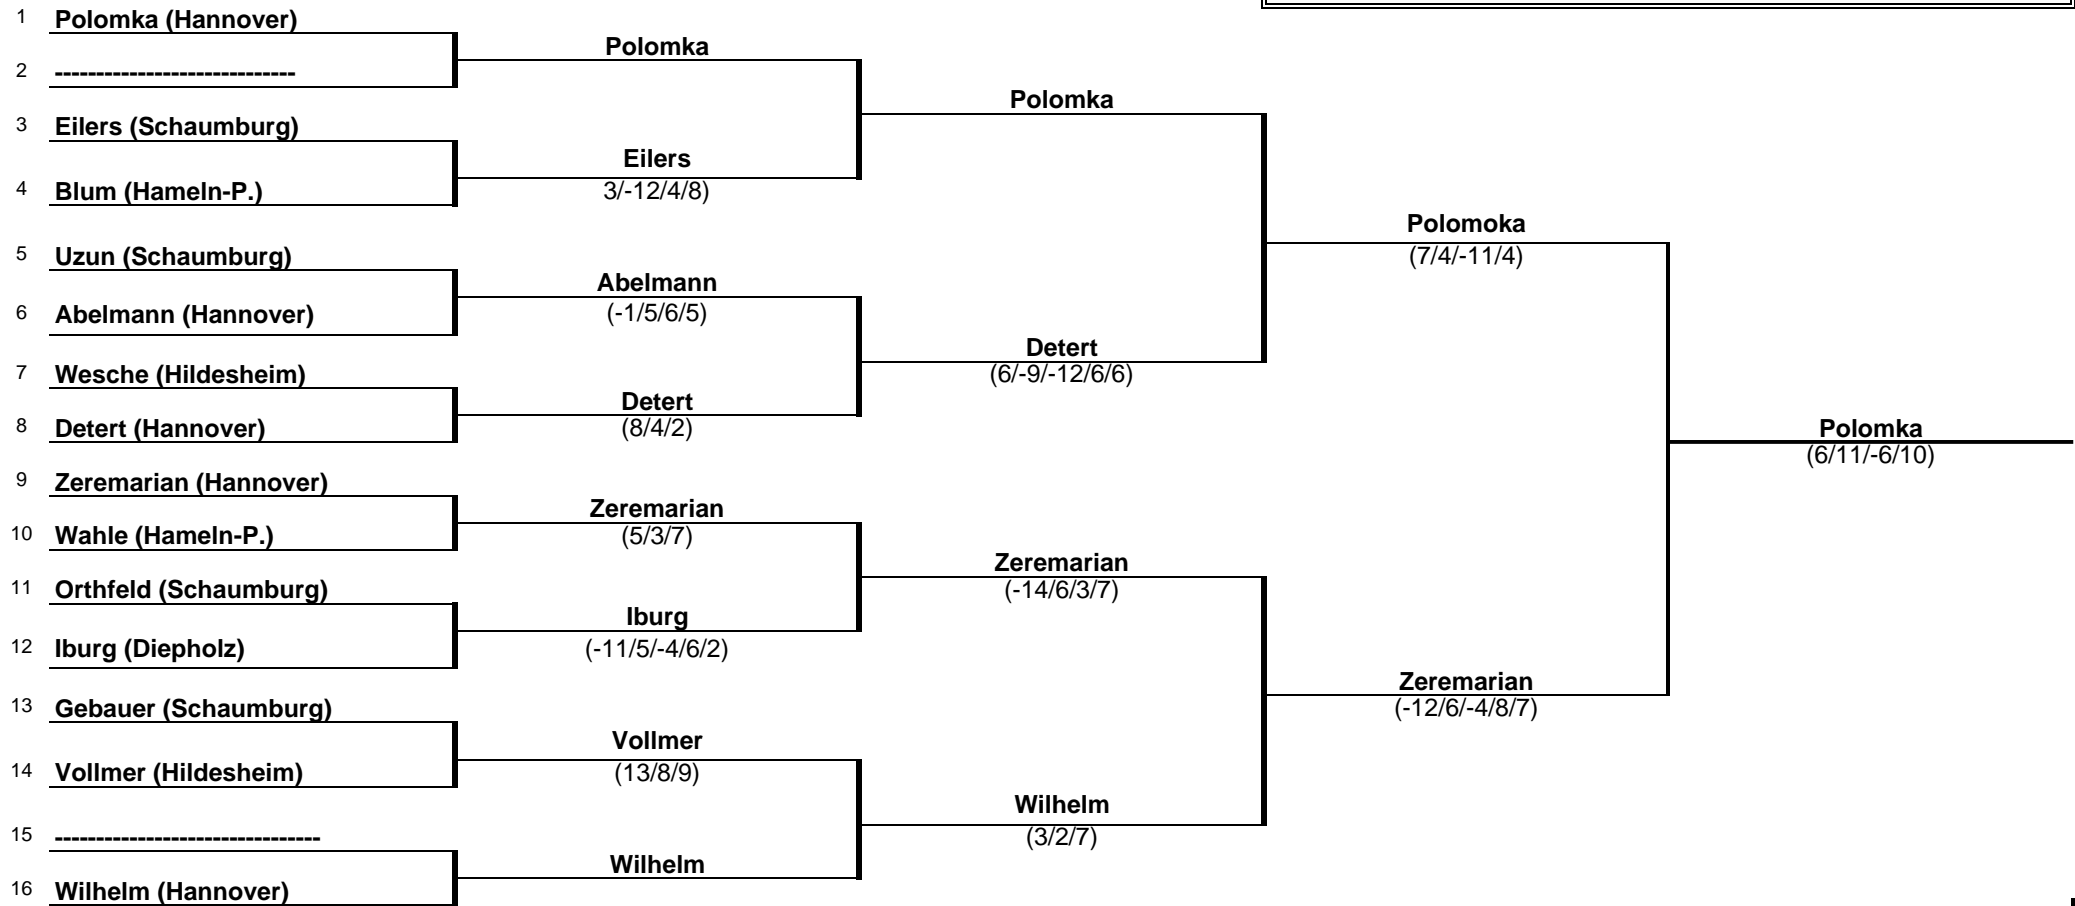 1 Polomka (Hannover)
Polomka
2 -----------------------------
Polomka
3 Eilers (Schaumburg)
Eilers
3/-12/4/8)
4 Blum (Hameln-P.)
Polomoka
(7/4/-11/4)
5 Uzun (Schaumburg)
Abelmann
(-1/5/6/5)
6 Abelmann (Hannover)
Detert
(6/-9/-12/6/6)
7 Wesche (Hildesheim)
Detert
(8/4/2)
8 Detert (Hannover)
Polomka
(6/11/-6/10)
9 Zeremarian (Hannover)
Zeremarian
(5/3/7)
10 Wahle (Hameln-P.)
Zeremarian
(-14/6/3/7)
11 Orthfeld (Schaumburg)
Iburg
(-11/5/-4/6/2)
12 Iburg (Diepholz)
Zeremarian
(-12/6/-4/8/7)
13 Gebauer (Schaumburg)
Vollmer
(13/8/9)
14 Vollmer (Hildesheim)
Wilhelm
(3/2/7)
15 --------------------------------
Wilhelm
16 Wilhelm (Hannover)